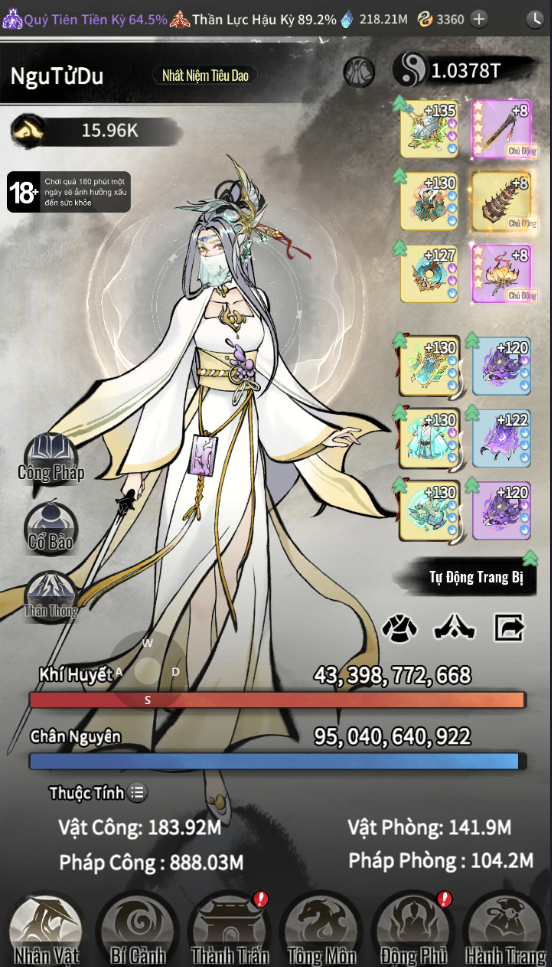 Quỷ Tiên Tiền Kỳ 64.5% Thần Lực Hậu Kỳ 89.2% 218.21M 3360
NguTửDu
Nhất Niệm Tiêu Dao
1.0378T
15.96K
18+
Chơi quá 180 phút một
ngày sẽ ảnh hưởng xấu
đến sức khỏe
+135 +8
Chủ Động
+130 +8
Chủ Động
+127 +8
Chủ Động
+130 +120
+130 +122
+130 +120
Công Pháp
Cổ Bảo
Thần Thông
Tự Động Trang Bị
W
A D
S
Khí Huyết 43,398,772,668
Chân Nguyên 95,040,640,922
Thuộc Tính
Vật Công: 183.92M Vật Phòng: 141.9M
Pháp Công : 888.03M Pháp Phòng : 104.2M
Nhân Vật Bí Cảnh Thành Trấn Tông Môn Động Phủ Hành Trang